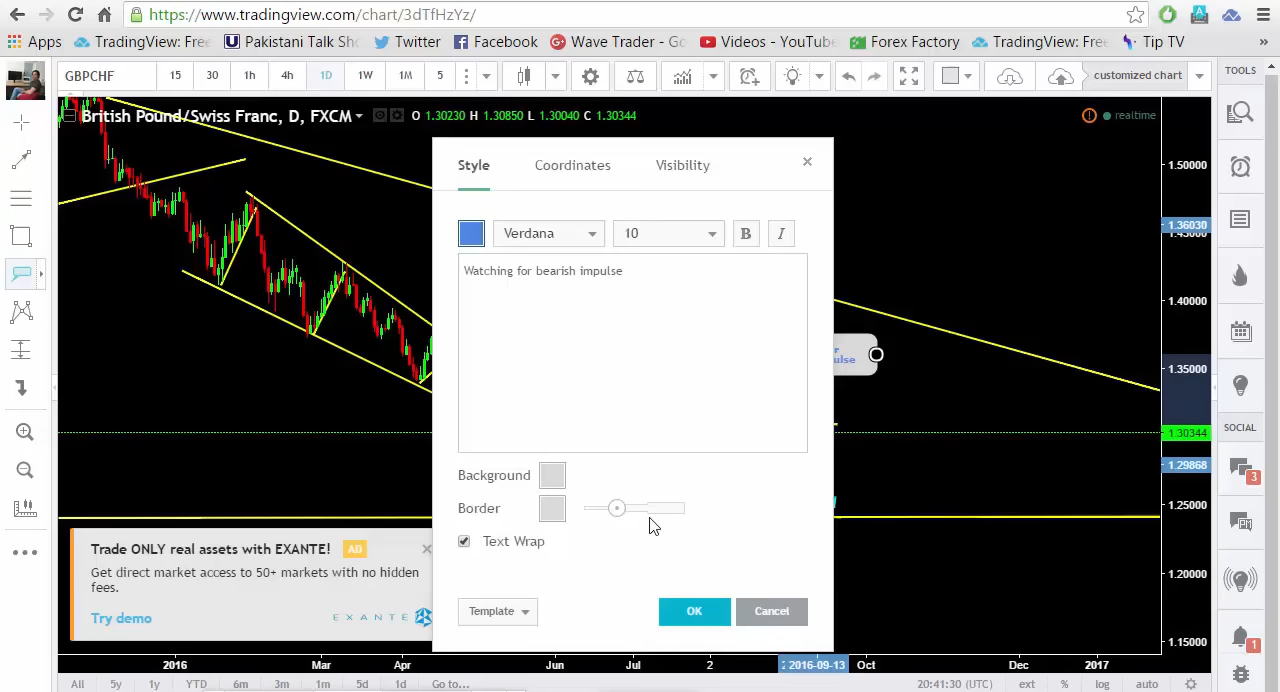 https://www.tradingview.com/chart/3dTfHzYz/
Apps
TradingView: Free
Pakistani Talk Sho
Twitter
Facebook
Wave Trader - Go
Videos - YouTube
Forex Factory
TradingView: Free
Tip TV
»
GBPCHF
15
30
1h
4h
1D
1W
1M
5
customized chart
TOOLS
British Pound/Swiss Franc, D, FXCM
O 1.30230 H 1.30850 L 1.30040 C 1.30344
realtime
Style
Coordinates
Visibility
Verdana
10
B
I
Watching for bearish impulse
Background
Border
Text Wrap
Template
OK
Cancel
1.50000
1.36030
1.40000
1.35000
1.30344
1.29868
1.25000
1.20000
1.15000
SOCIAL
3
1
Trade ONLY real assets with EXANTE!
AD
Get direct market access to 50+ markets with no hidden
fees.
Try demo
EXANTE
2016
Mar
Apr
Jun
Jul
2
2016-09-13
Oct
Dec
2017
All
5y
1y
YTD
6m
3m
1m
5d
1d
Go to...
20:41:30 (UTC)
ext
%
log
auto